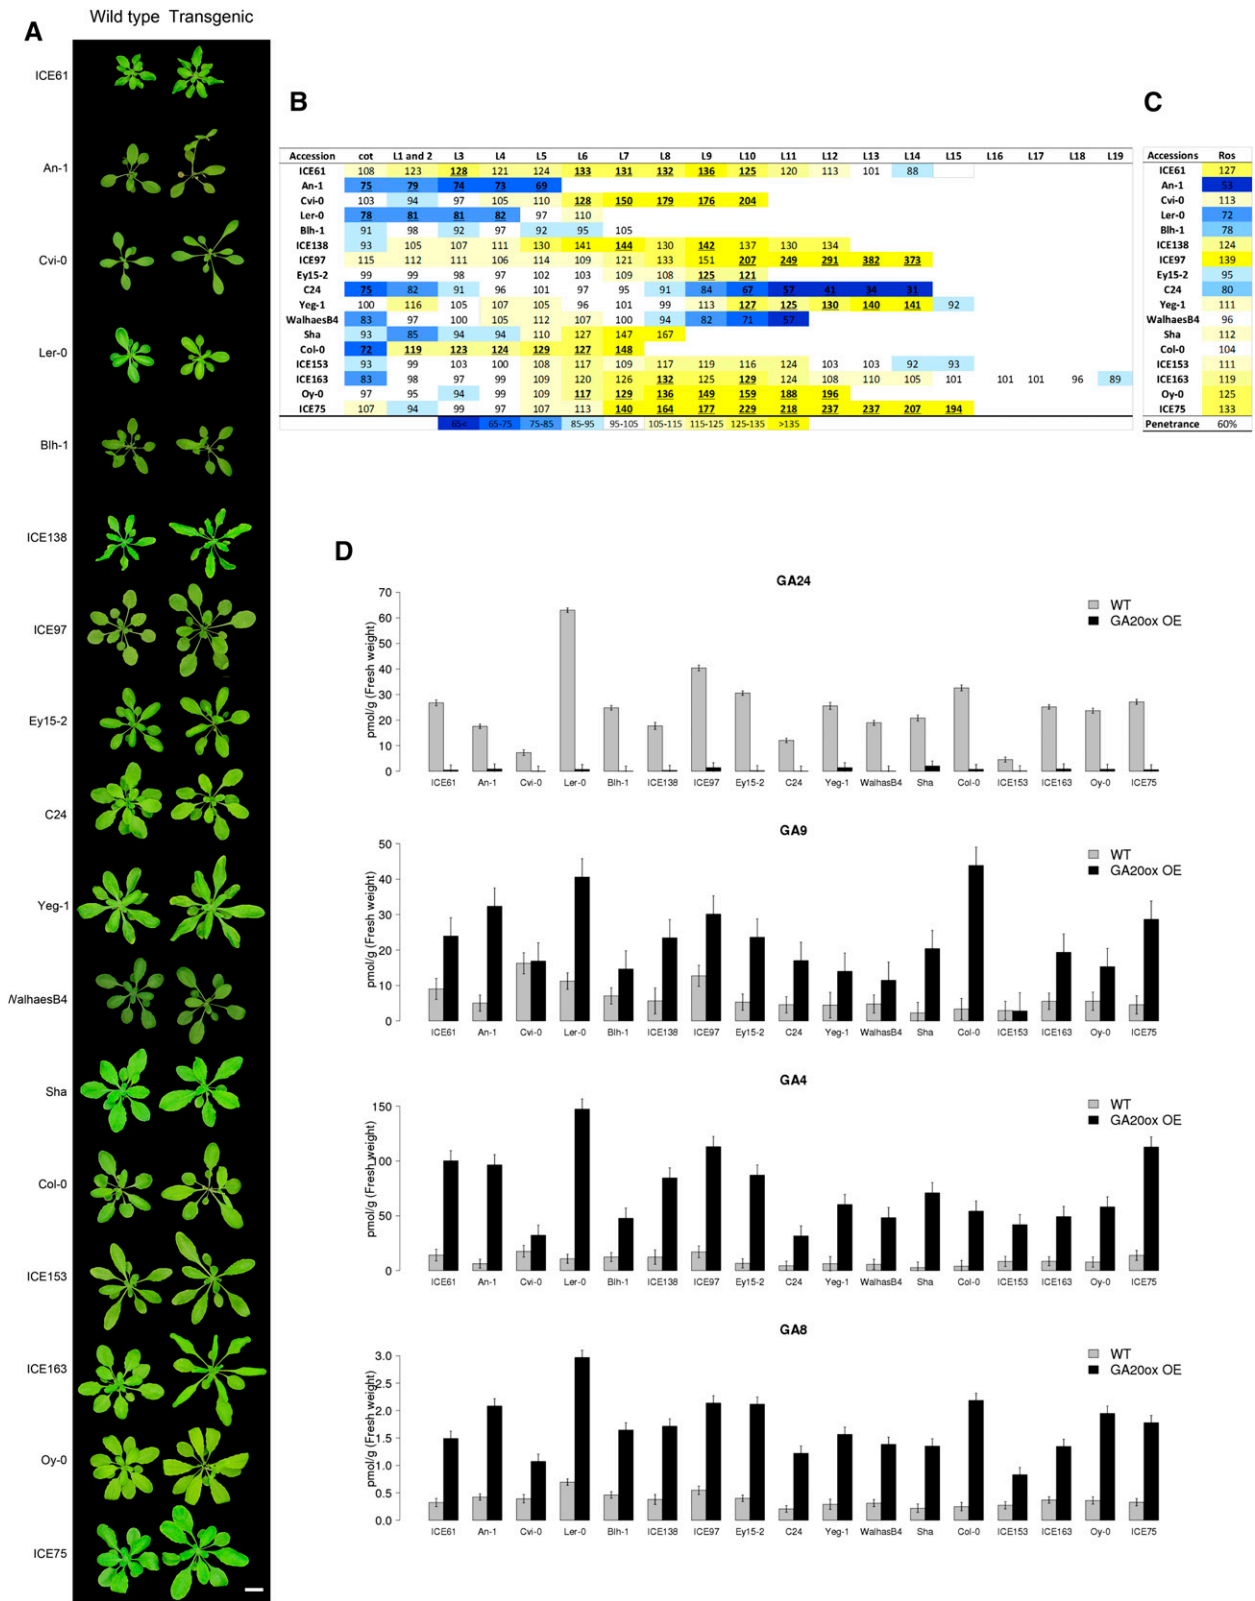 Wild type Transgenic
A
ICE61
An-1
Cvi-0
Ler-0
Blh-1
ICE138
ICE97
Ey15-2
C24
Yeg-1
WalhaesB4
Sha
Col-0
ICE153
ICE163
Oy-0
ICE75
B
Accession cot L1 and 2 L3 L4 L5 L6 L7 L8 L9 L10 L11 L12 L13 L14 L15 L16 L17 L18 L19
ICE61 108 123 128 121 124 133 131 132 136 125 120 113 101 88
An-1 75 79 74 73 69
Cvi-0 103 94 97 105 110 128 150 179 176 204
Ler-0 78 81 81 82 97 110
Blh-1 91 98 92 97 92 95 105
ICE138 93 105 107 111 130 141 144 130 142 137 130 134
ICE97 115 112 111 106 114 109 121 133 151 207 249 291 382 373
Ey15-2 99 99 98 97 102 103 109 108 125 121
C24 75 82 91 96 101 97 95 91 84 67 57 41 34 31
Yeg-1 100 116 105 107 105 96 101 99 113 127 125 130 140 141 92
WalhaesB4 83 97 100 105 112 107 100 94 82 71 57
Sha 93 85 94 94 110 127 147 167
Col-0 72 119 123 124 129 127 148
ICE153 93 99 103 100 108 117 109 117 119 116 124 103 103 92 93
ICE163 83 98 97 99 109 120 126 132 125 129 124 108 110 105 101 101 101 96 89
Oy-0 97 95 94 99 109 117 129 136 149 159 188 196
ICE75 107 94 99 97 107 113 140 164 177 229 218 237 237 207 194
65< 65-75 75-85 85-95 95-105 105-115 115-125 125-135 >135
C
Accessions Ros
ICE61 127
An-1 53
Cvi-0 113
Ler-0 72
Blh-1 78
ICE138 124
ICE97 139
Ey15-2 95
C24 80
Yeg-1 111
WalhaesB4 96
Sha 112
Col-0 104
ICE153 111
ICE163 119
Oy-0 125
ICE75 133
Penetrance 60%
D
GA24
pmol/g (Fresh weight)
70
60
50
40
30
20
10
0
WT
GA20ox OE
ICE61 An-1 Cvi-0 Ler-0 Blh-1 ICE138 ICE97 Ey15-2 C24 Yeg-1 WalhasB4 Sha Col-0 ICE153 ICE163 Oy-0 ICE75
GA9
pmol/g (Fresh weight)
50
40
30
20
10
0
WT
GA20ox OE
ICE61 An-1 Cvi-0 Ler-0 Blh-1 ICE138 ICE97 Ey15-2 C24 Yeg-1 WalhasB4 Sha Col-0 ICE153 ICE163 Oy-0 ICE75
GA4
pmol/g (Fresh weight)
150
100
50
0
WT
GA20ox OE
ICE61 An-1 Cvi-0 Ler-0 Blh-1 ICE138 ICE97 Ey15-2 C24 Yeg-1 WalhasB4 Sha Col-0 ICE153 ICE163 Oy-0 ICE75
GA8
pmol/g (Fresh weight)
3.0
2.5
2.0
1.5
1.0
0.5
0.0
WT
GA20ox OE
ICE61 An-1 Cvi-0 Ler-0 Blh-1 ICE138 ICE97 Ey15-2 C24 Yeg-1 WalhasB4 Sha Col-0 ICE153 ICE163 Oy-0 ICE75